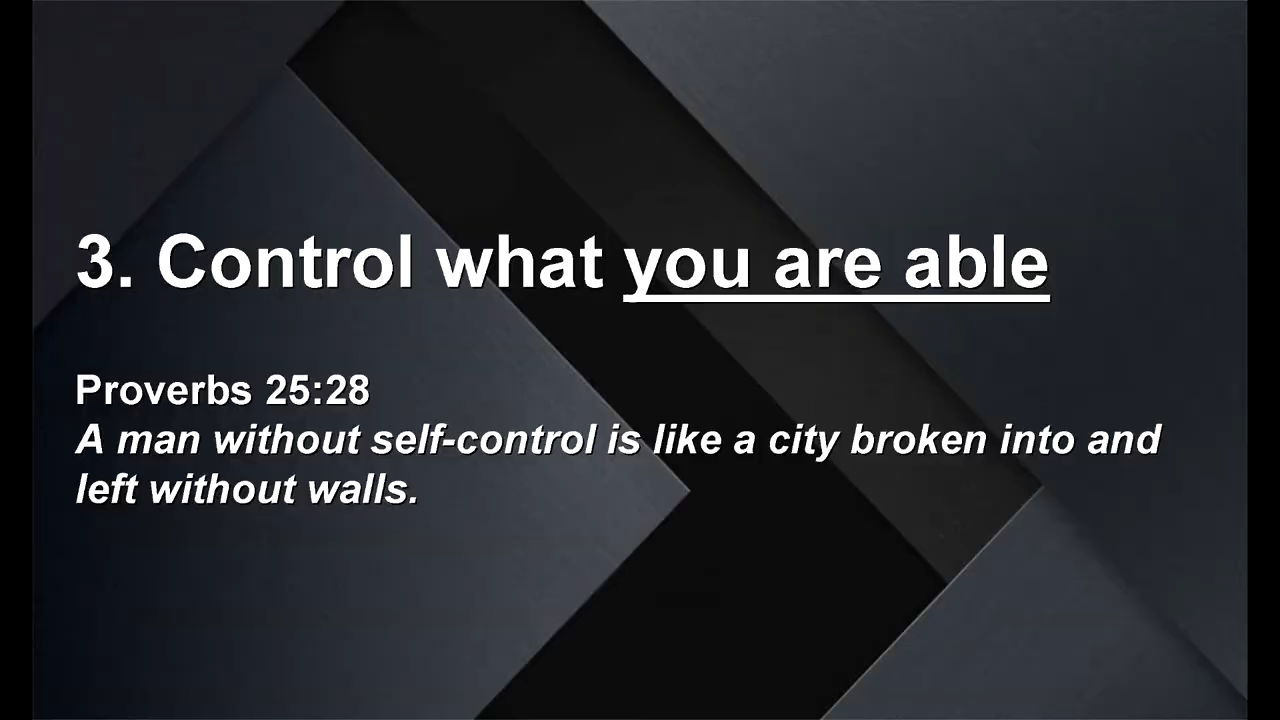 3. Control what you are able
Proverbs 25:28
A man without self-control is like a city broken into and
left without walls.